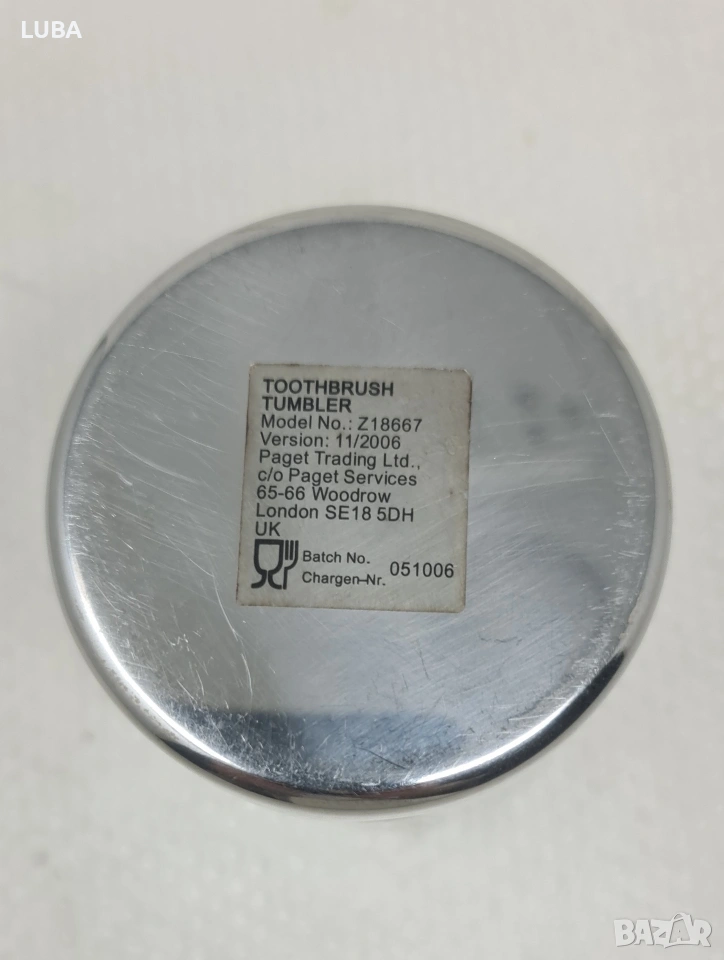 LUBA
TOOTHBRUSH
TUMBLER
Model No.: Z18667
Version: 11/2006
Paget Trading Ltd.,
c/o Paget Services
65-66 Woodrow
London SE18 5DH
UK
Batch No.
Chargen-Nr. 051006
BAZAR